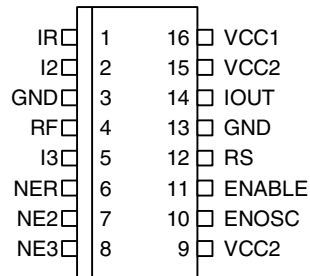 IR 1 16 VCC1
I2 2 15 VCC2
GND 3 14 IOUT
RF 4 13 GND
I3 5 12 RS
NER 6 11 ENABLE
NE2 7 10 ENOSC
NE3 8 9 VCC2